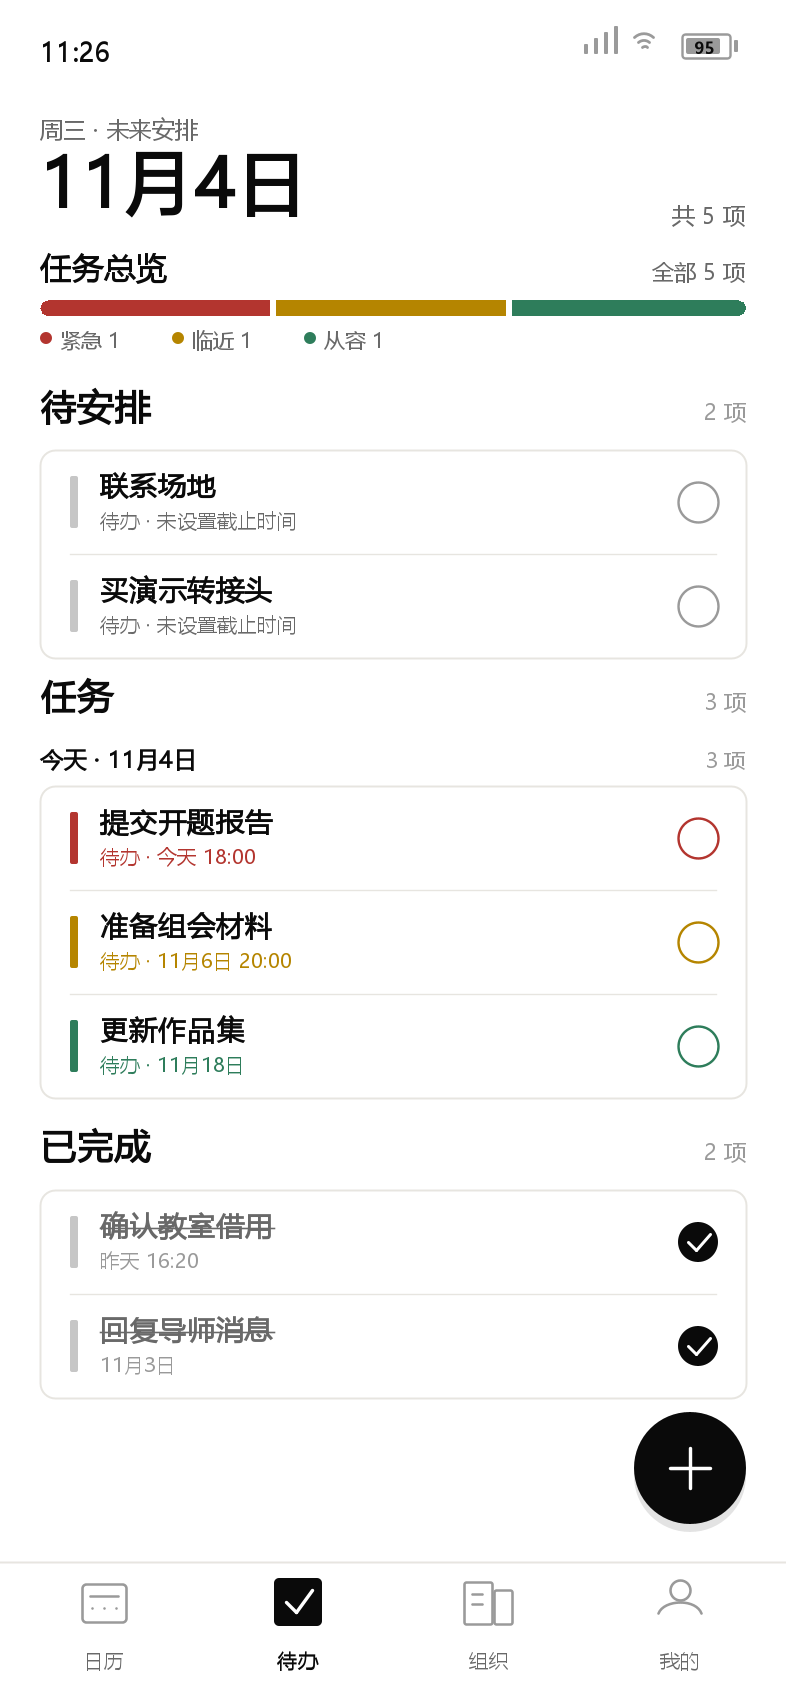 11:26
95
周三 · 未来安排
11月4日
共 5 项
任务总览
全部 5 项
紧急 1
临近 1
从容 1
待安排
2 项
联系场地
待办 · 未设置截止时间
买演示转接头
待办 · 未设置截止时间
任务
3 项
今天 · 11月4日
3 项
提交开题报告
待办 · 今天 18:00
准备组会材料
待办 · 11月6日 20:00
更新作品集
待办 · 11月18日
已完成
2 项
确认教室借用
昨天 16:20
回复导师消息
11月3日
日历
待办
组织
我的